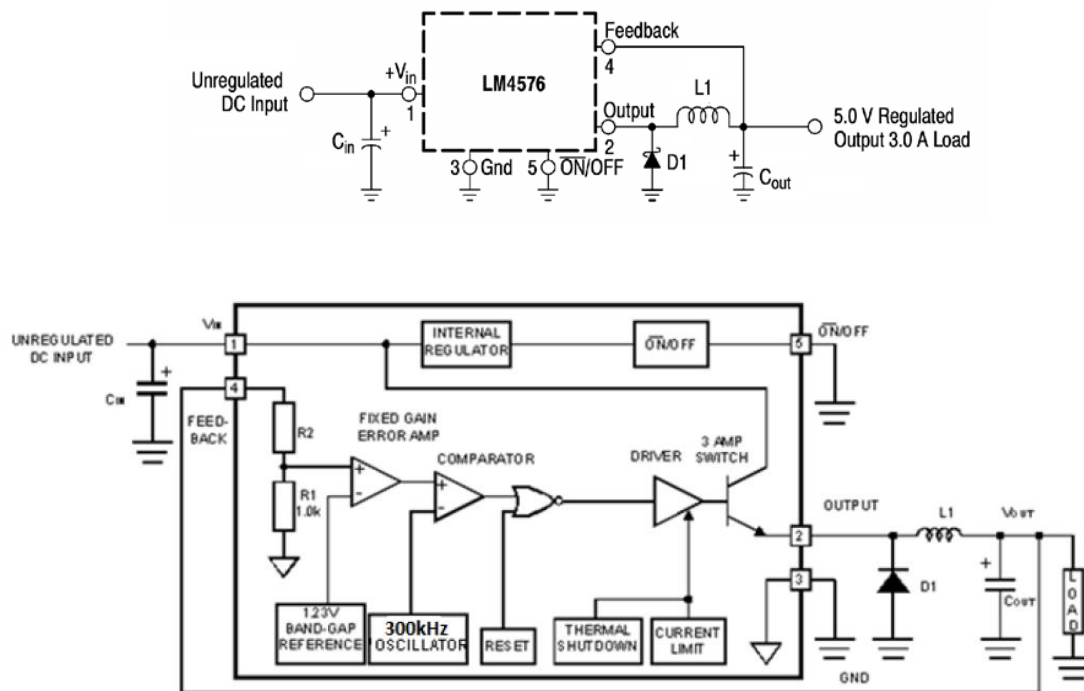 Unregulated
DC Input
+Vin
1
Cin
+
LM4576
3
Gnd
5
ON/OFF
Feedback
4
Output
2
D1
L1
+
Cout
5.0 V Regulated
Output 3.0 A Load
UNREGULATED
DC INPUT
VIN
1
+
CIN
4
FEED-
BACK
R2
R1
1.0k
INTERNAL
REGULATOR
ON/OFF
5
ON/OFF
FIXED GAIN
ERROR AMP
+
-
COMPARATOR
+
-
DRIVER
3 AMP
SWITCH
1.23V
BAND-GAP
REFERENCE
300kHz
OSCILLATOR
RESET
THERMAL
SHUTDOWN
CURRENT
LIMIT
OUTPUT
2
3
GND
D1
L1
VOUT
+
COUT
LOAD